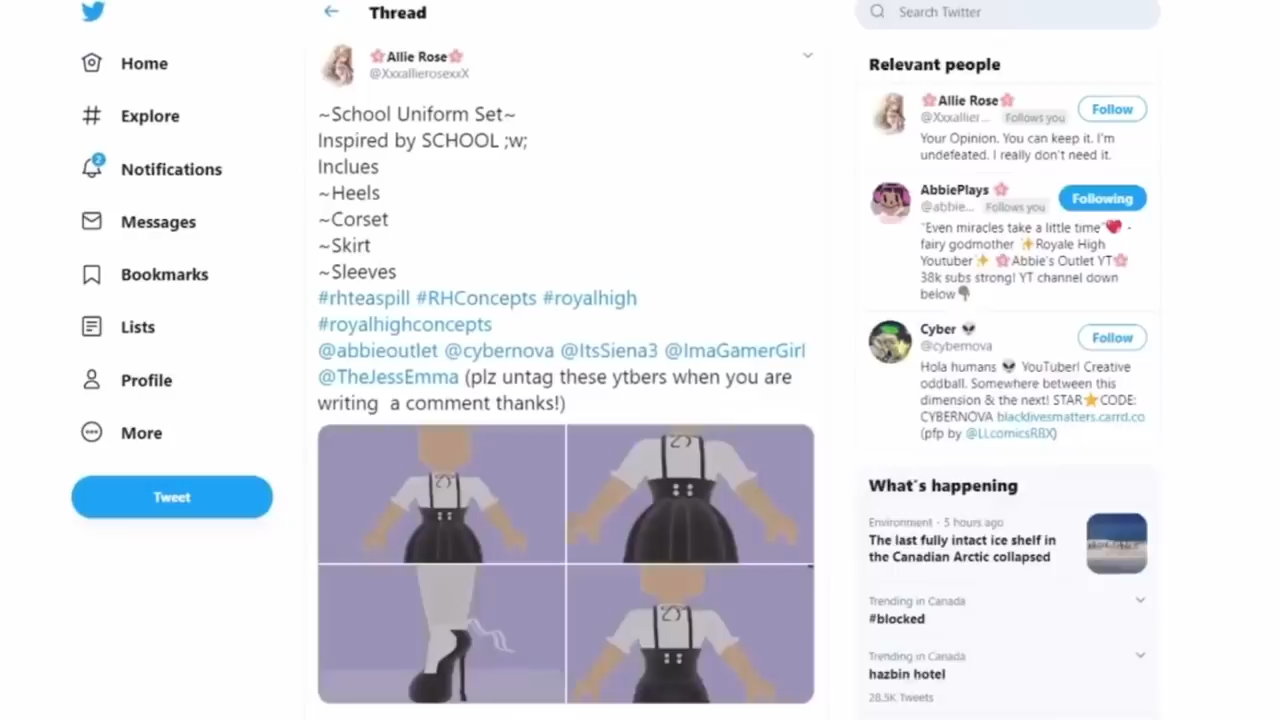 Thread
Search Twitter
Home
Explore
2
Notifications
Messages
Bookmarks
Lists
Profile
More
Tweet
🌸Allie Rose🌸
@XxxallierosexxX
~School Uniform Set~
Inspired by SCHOOL ;w;
Inclues
~Heels
~Corset
~Skirt
~Sleeves
#rhteaspill #RHConcepts #royalhigh
#royalhighconcepts
@abbieoutlet @cybernova @ItsSiena3 @ImaGamerGirl
@TheJessEmma (plz untag these ytbers when you are
writing a comment thanks!)
Relevant people
🌸Allie Rose🌸
@Xxxallier... Follows you
Follow
Your Opinion. You can keep it. I'm
undefeated. I really don't need it.
AbbiePlays 🌸
@abbie... Follows you
Following
"Even miracles take a little time"❤️ -
fairy godmother ✨Royale High
Youtuber✨ 🌸Abbie's Outlet YT🌸
38k subs strong! YT channel down
below👇🏽
Cyber 👽
@cybernova
Follow
Hola humans 👽 YouTuber! Creative
oddball. Somewhere between this
dimension & the next! STAR⭐CODE:
CYBERNOVA blacklivesmatters.carrd.co
(pfp by @LLcomicsRBX)
What's happening
Environment · 5 hours ago
The last fully intact ice shelf in
the Canadian Arctic collapsed
Trending in Canada
#blocked
Trending in Canada
hazbin hotel
28.5K Tweets